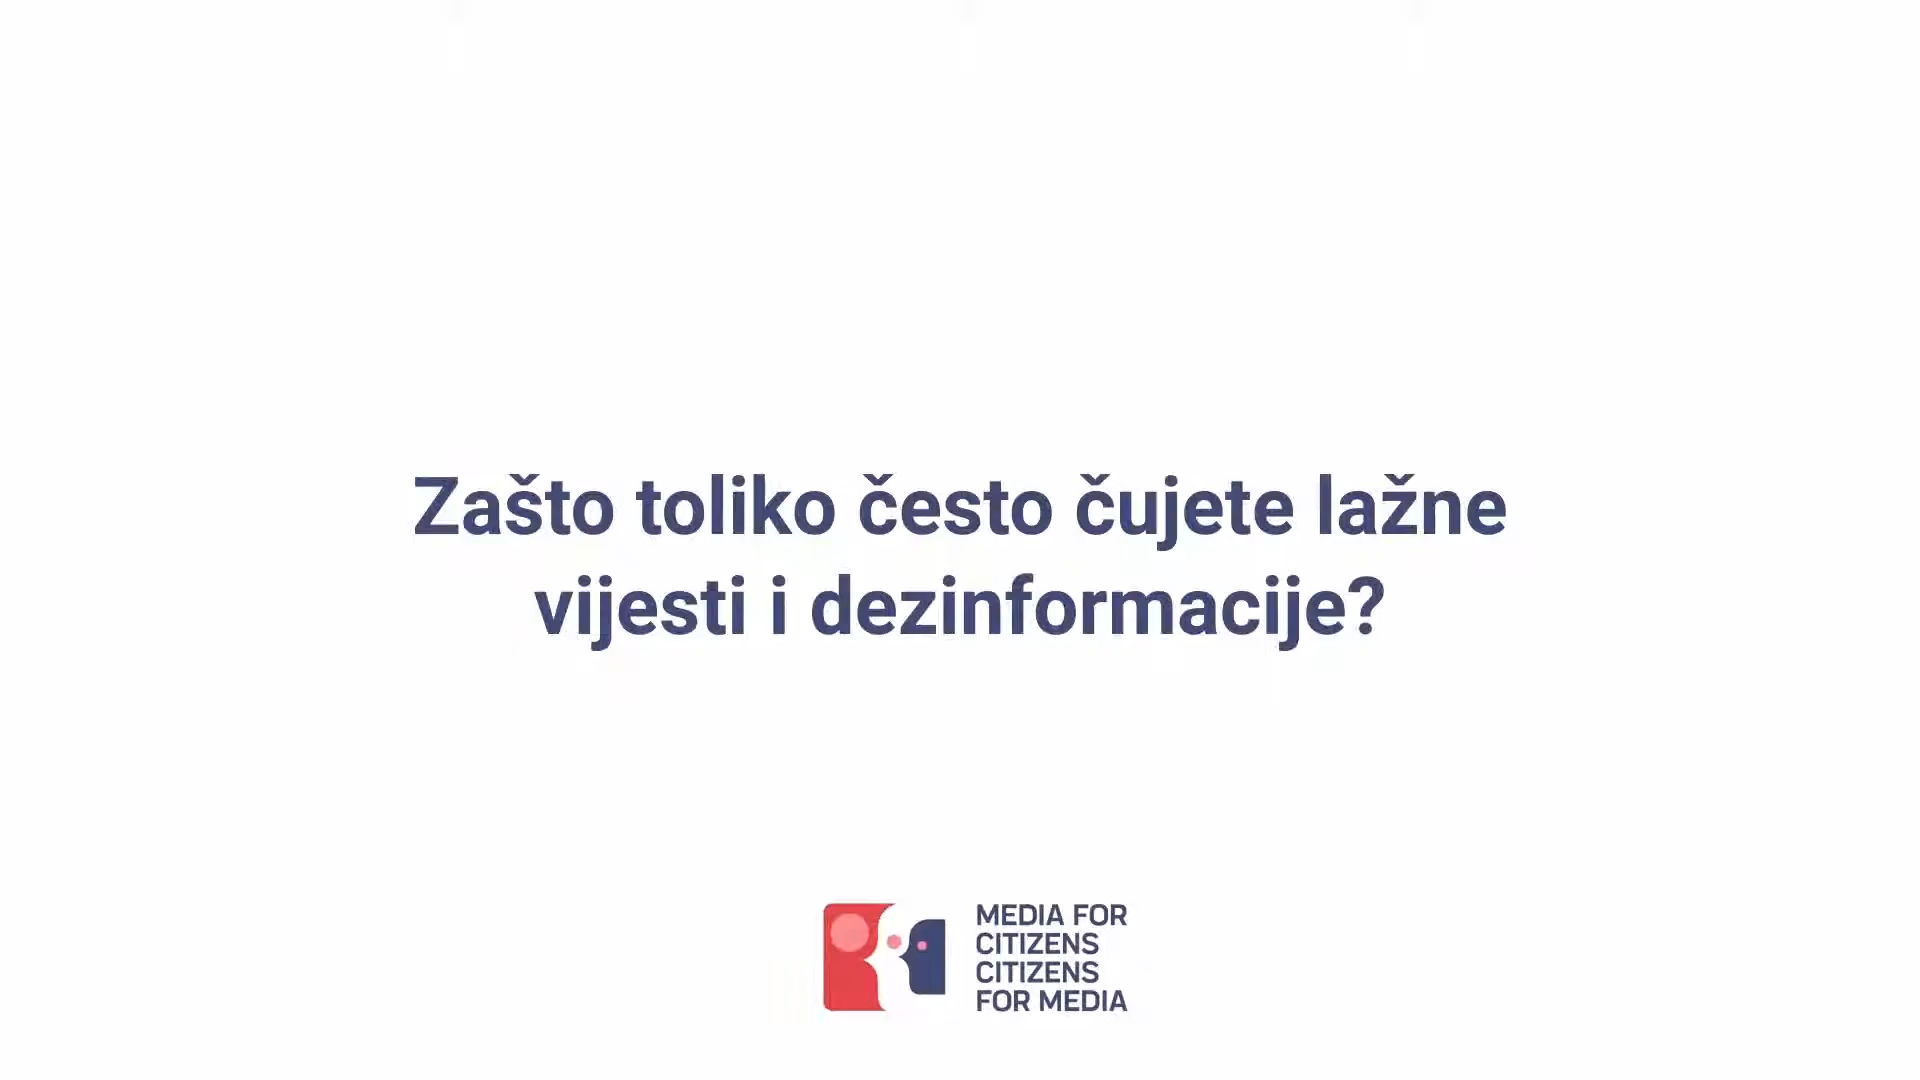 Zašto toliko često čujete lažne
vijesti i dezinformacije?
MEDIA FOR
CITIZENS
CITIZENS
FOR MEDIA